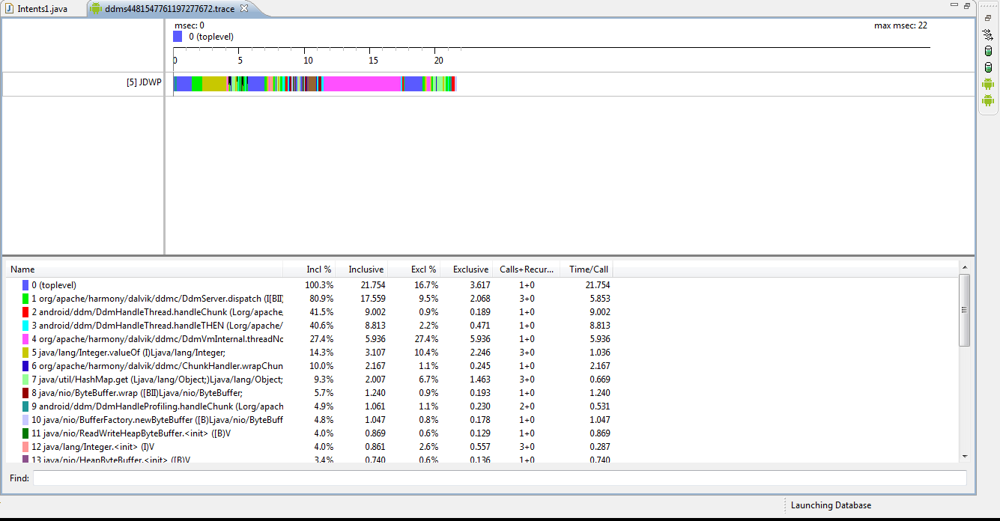 Intents1.java ddms4481547761197277672.trace
msec: 0 max msec: 22
0 (toplevel)
0 5 10 15 20
[5] JDWP
Name Incl % Inclusive Excl % Exclusive Calls+Recur... Time/Call
0 (toplevel) 100.3% 21.754 16.7% 3.617 1+0 21.754
1 org/apache/harmony/dalvik/ddmc/DdmServer.dispatch (I[BII) 80.9% 17.559 9.5% 2.068 3+0 5.853
2 android/ddm/DdmHandleThread.handleChunk (Lorg/apache, 41.5% 9.002 0.9% 0.189 1+0 9.002
3 android/ddm/DdmHandleThread.handleTHEN (Lorg/apache/ 40.6% 8.813 2.2% 0.471 1+0 8.813
4 org/apache/harmony/dalvik/ddmc/DdmVmInternal.threadNo 27.4% 5.936 27.4% 5.936 1+0 5.936
5 java/lang/Integer.valueOf (I)Ljava/lang/Integer; 14.3% 3.107 10.4% 2.246 3+0 1.036
6 org/apache/harmony/dalvik/ddmc/ChunkHandler.wrapChun 10.0% 2.167 1.1% 0.245 1+0 2.167
7 java/util/HashMap.get (Ljava/lang/Object;)Ljava/lang/Object; 9.3% 2.007 6.7% 1.463 3+0 0.669
8 java/nio/ByteBuffer.wrap ([BII)Ljava/nio/ByteBuffer; 5.7% 1.240 0.9% 0.193 1+0 1.240
9 android/ddm/DdmHandleProfiling.handleChunk (Lorg/apach 4.9% 1.061 1.1% 0.230 2+0 0.531
10 java/nio/BufferFactory.newByteBuffer ([B)Ljava/nio/ByteBuff 4.8% 1.047 0.8% 0.178 1+0 1.047
11 java/nio/ReadWriteHeapByteBuffer.<init> ([B)V 4.0% 0.869 0.6% 0.129 1+0 0.869
12 java/lang/Integer.<init> (I)V 4.0% 0.861 2.6% 0.557 3+0 0.287
13 java/nio/HeapByteBuffer.<init> ([B)V 3.4% 0.740 0.6% 0.136 1+0 0.740
Find:
Launching Database